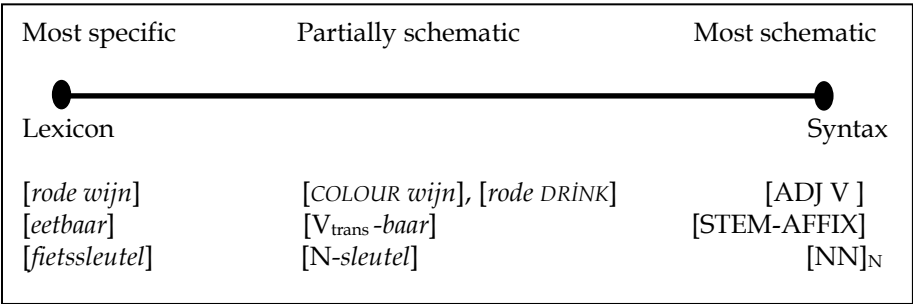 Most specific Partially schematic Most schematic
Lexicon Syntax
[rode wijn] [COLOUR wijn], [rode DRİNK] [ADJ V ]
[eetbaar] [Vtrans -baar] [STEM-AFFIX]
[fietssleutel] [N-sleutel] [NN]N